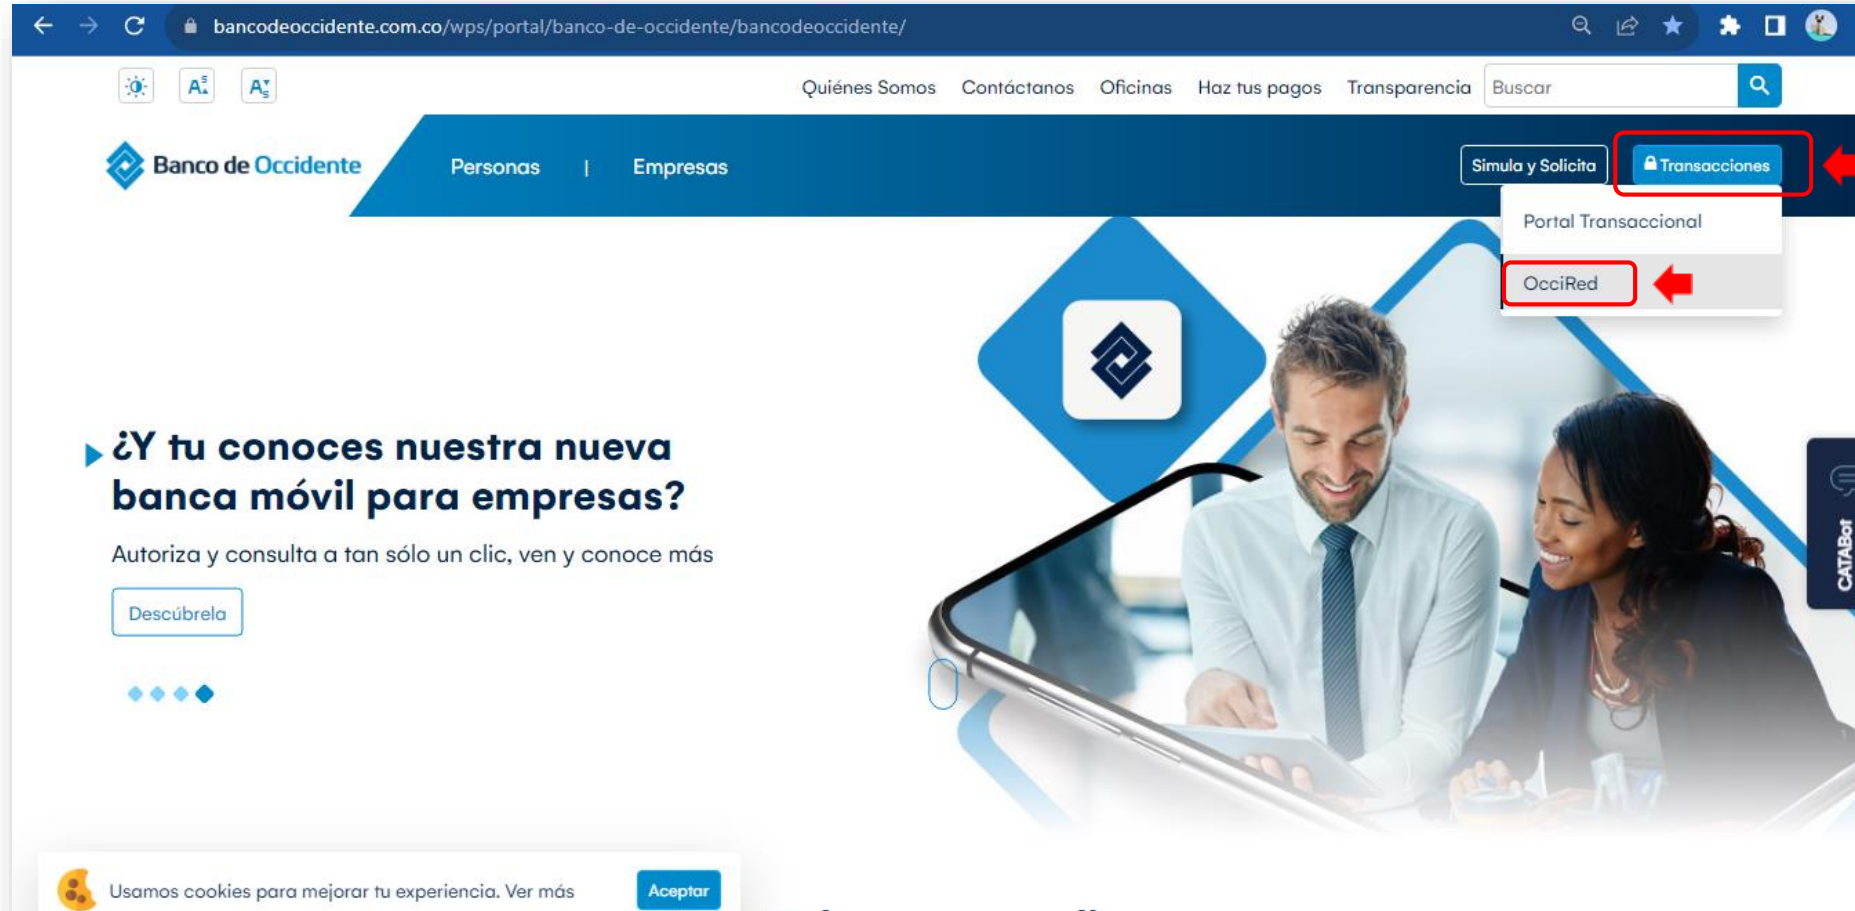 bancodeoccidente.com.co/wps/portal/banco-de-occidente/bancodeoccidente/
Quiénes Somos Contáctanos Oficinas Haz tus pagos Transparencia Buscar
Banco de Occidente
Personas | Empresas
Simula y Solicita
Transacciones
Portal Transaccional
OcciRed
¿Y tu conoces nuestra nueva
banca móvil para empresas?
Autoriza y consulta a tan sólo un clic, ven y conoce más
Descúbrela
CATABot
Usamos cookies para mejorar tu experiencia. Ver más
Aceptar